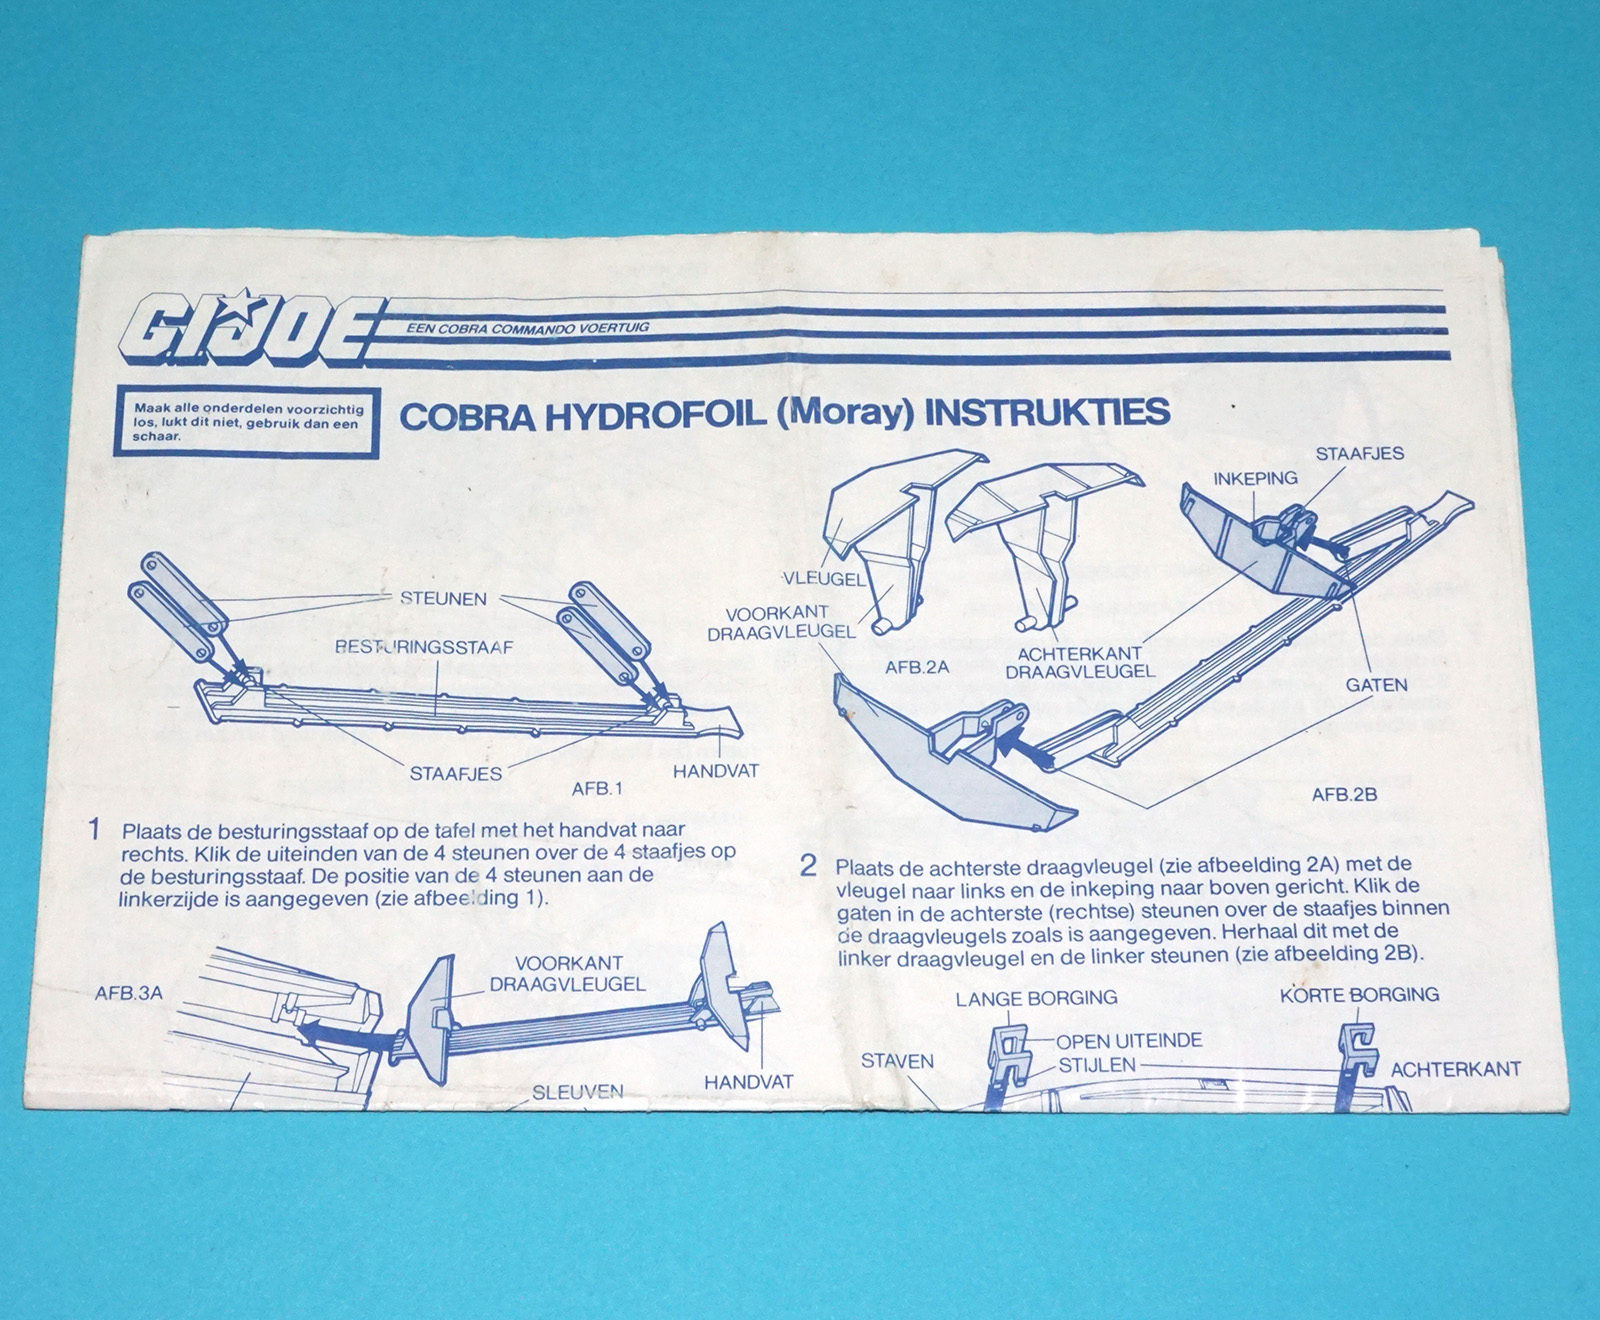 G.I. JOE
EEN COBRA COMMANDO VOERTUIG
Maak alle onderdelen voorzichtig
los, lukt dit niet, gebruik dan een
schaar.
COBRA HYDROFOIL (Moray) INSTRUKTIES
STEUNEN
BESTURINGSSTAAF
STAAFJES
HANDVAT
AFB.1
1 Plaats de besturingsstaaf op de tafel met het handvat naar
rechts. Klik de uiteinden van de 4 steunen over de 4 staafjes op
de besturingsstaaf. De positie van de 4 steunen aan de
linkerzijde is aangegeven (zie afbeelding 1).
VLEUGEL
VOORKANT
DRAAGVLEUGEL
AFB.2A
ACHTERKANT
DRAAGVLEUGEL
INKEPING
STAAFJES
GATEN
AFB.2B
2 Plaats de achterste draagvleugel (zie afbeelding 2A) met de
vleugel naar links en de inkeping naar boven gericht. Klik de
gaten in de achterste (rechtse) steunen over de staafjes binnen
de draagvleugels zoals is aangegeven. Herhaal dit met de
linker draagvleugel en de linker steunen (zie afbeelding 2B).
AFB.3A
VOORKANT
DRAAGVLEUGEL
HANDVAT
SLEUVEN
LANGE BORGING
KORTE BORGING
OPEN UITEINDE
STIJLEN
STAVEN
ACHTERKANT